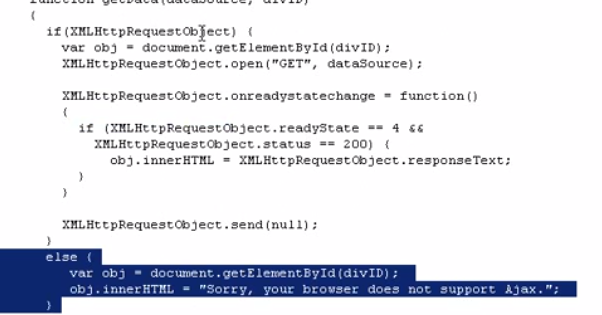 function getData(dataSource, divID)
{
if(XMLHttpRequestObject) {
var obj = document.getElementById(divID);
XMLHttpRequestObject.open("GET", dataSource);
XMLHttpRequestObject.onreadystatechange = function()
{
if (XMLHttpRequestObject.readyState == 4 &&
XMLHttpRequestObject.status == 200) {
obj.innerHTML = XMLHttpRequestObject.responseText;
}
}
XMLHttpRequestObject.send(null);
}
else {
var obj = document.getElementById(divID);
obj.innerHTML = "Sorry, your browser does not support Ajax.";
}